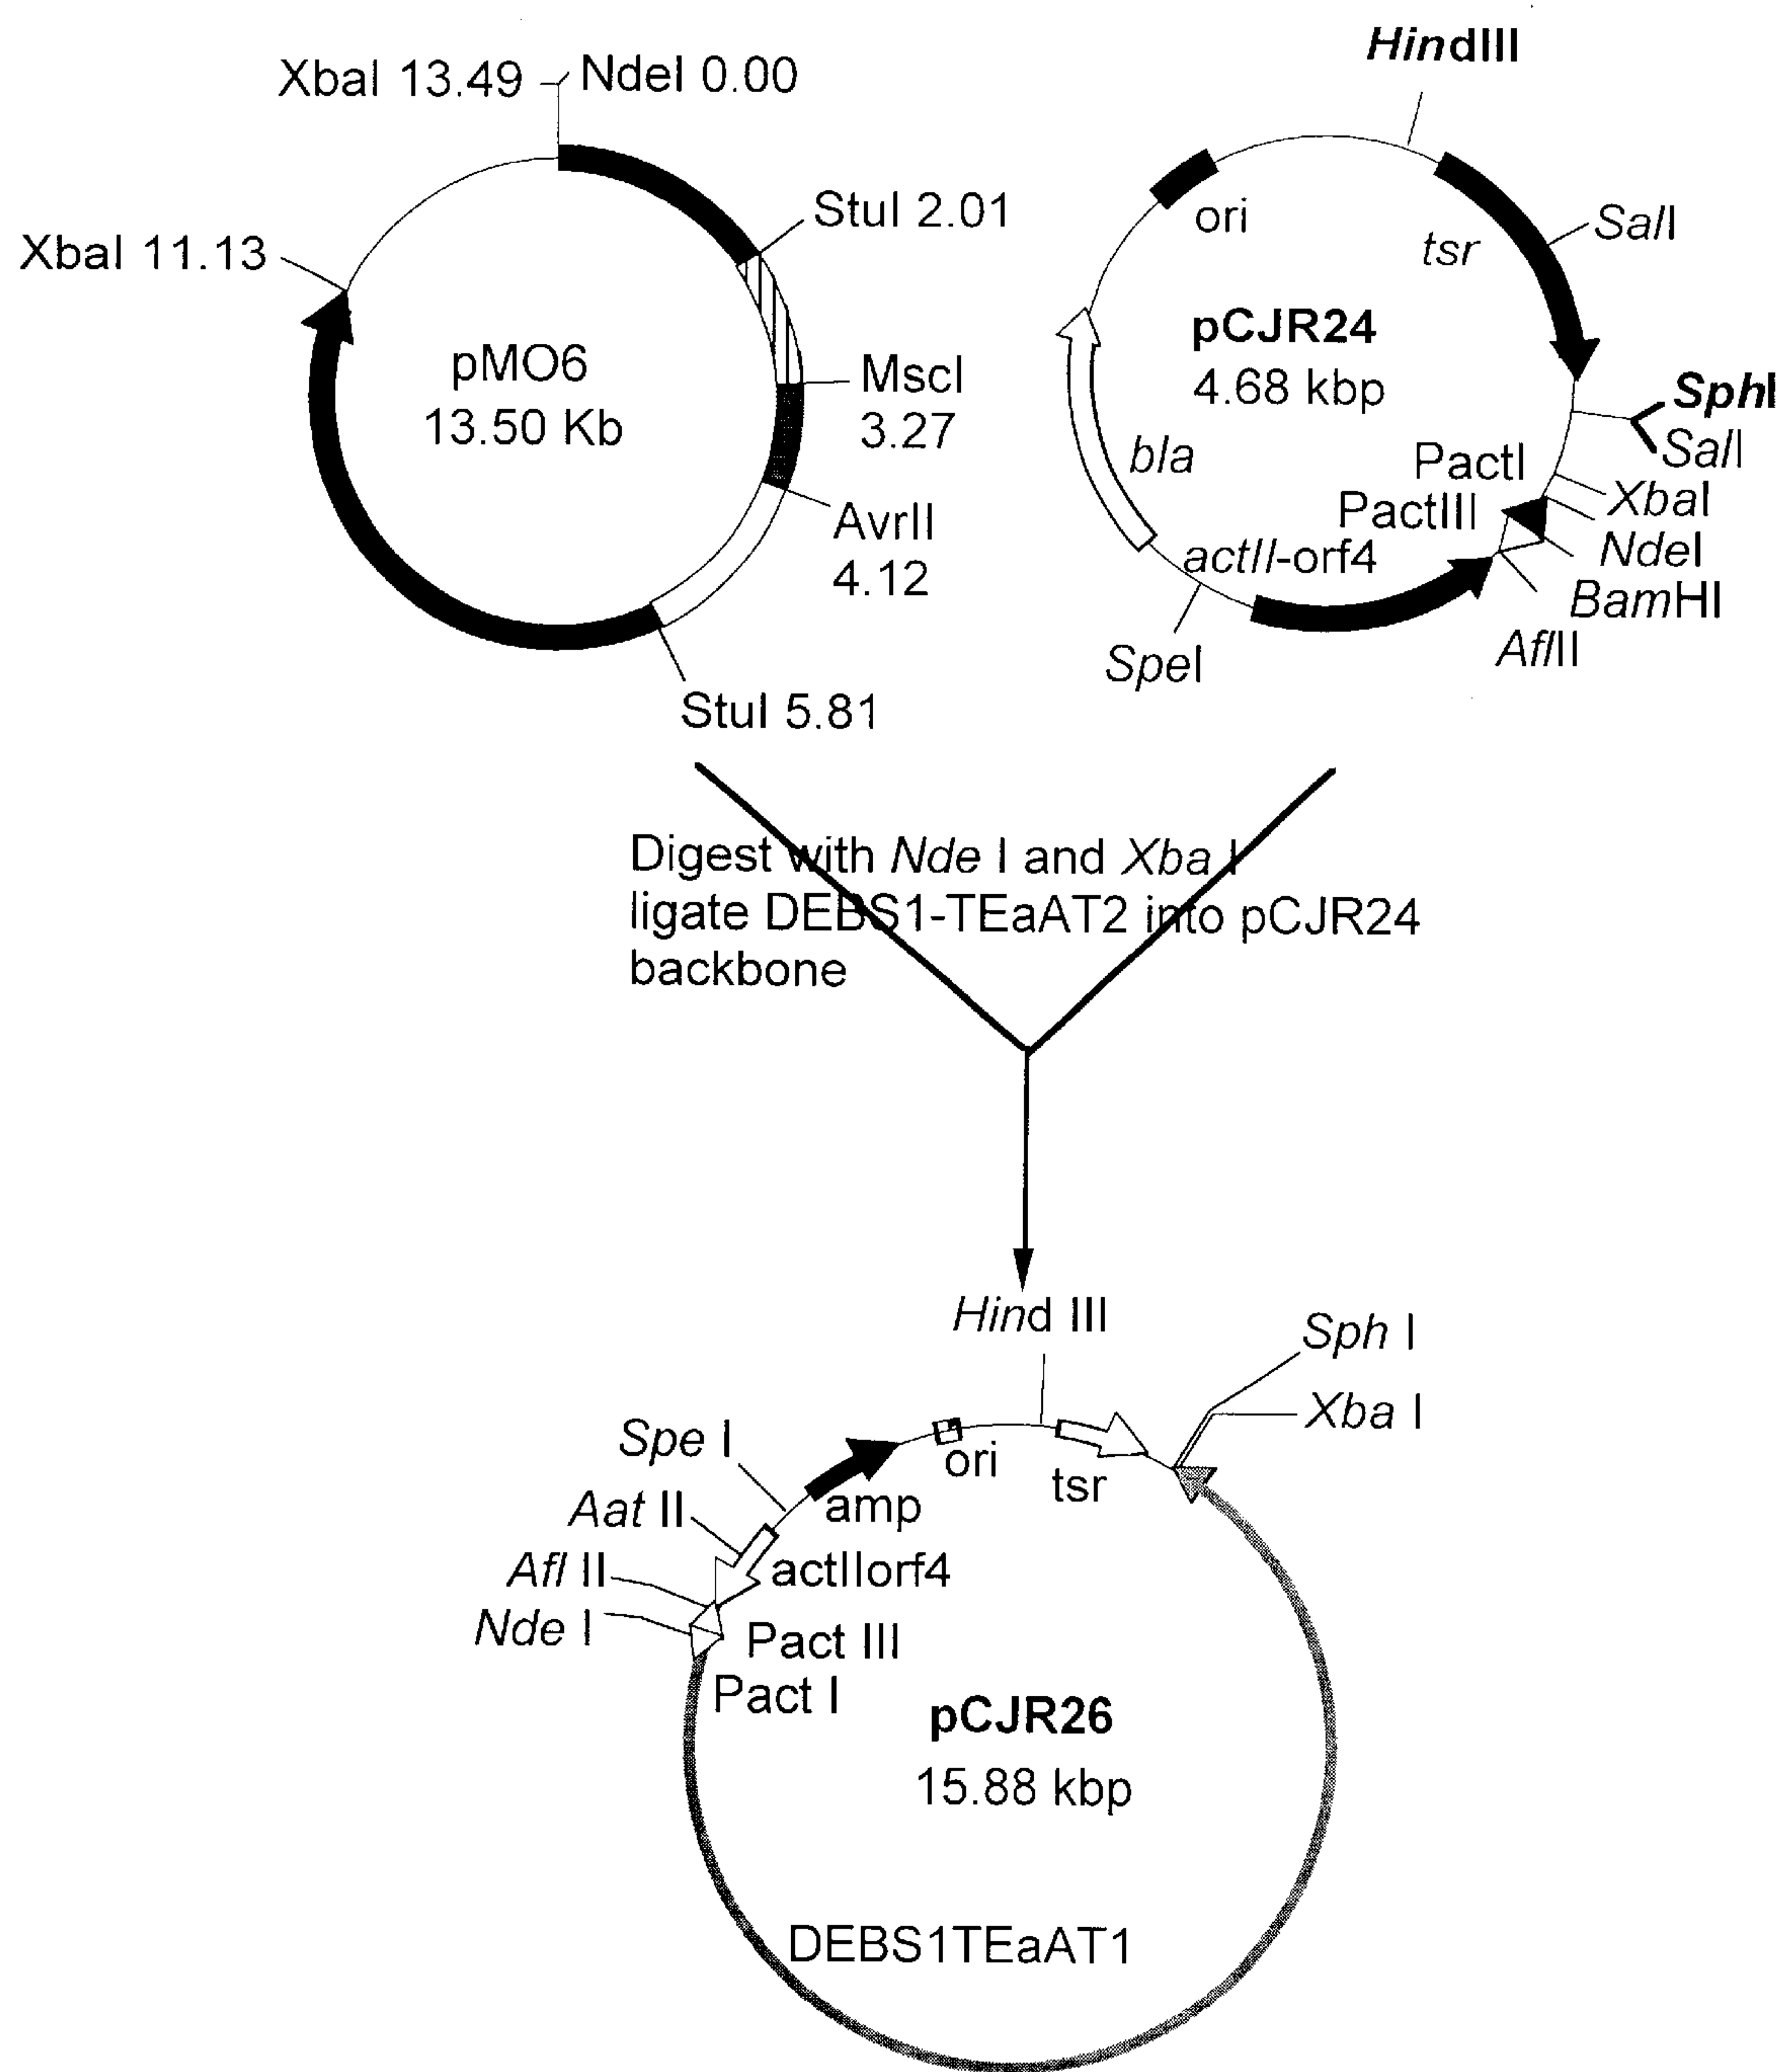 XbaI 13.49
NdeI 0.00
StuI 2.01
XbaI 11.13
pMO6
13.50 Kb
MscI
3.27
AvrII
4.12
StuI 5.81
HindIII
ori
tsr
SalI
pCJR24
4.68 kbp
SphI
SalI
bla
PactI
XbaI
PactIII
NdeI
actII-orf4
BamHI
AflII
SpeI
Digest with Nde I and Xba I
ligate DEBS1-TEaAT2 into pCJR24
backbone
Hind III
Sph I
Xba I
Spe I
ori
tsr
Aat II
amp
Afl II
actIIorf4
Nde I
Pact III
Pact I
pCJR26
15.88 kbp
DEBS1TEaAT1